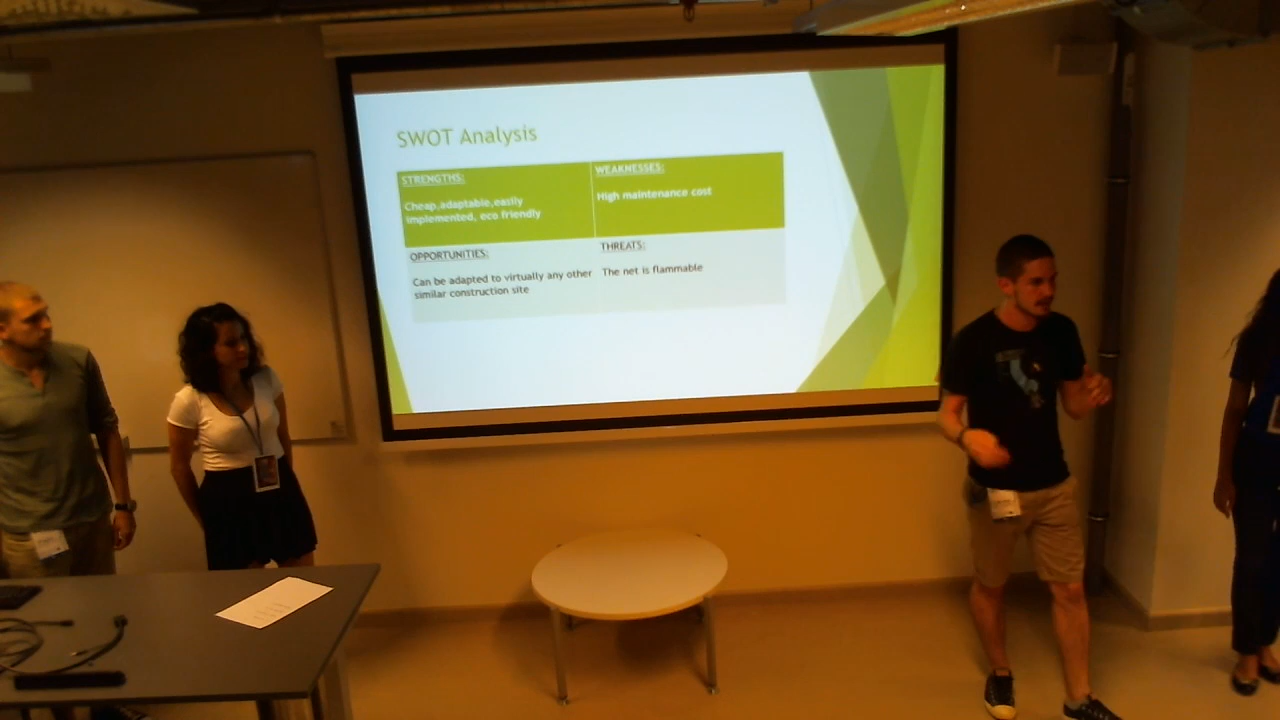 SWOT Analysis
STRENGTHS:
Cheap,adaptable,easily
implemented, eco friendly
WEAKNESSES:
High maintenance cost
OPPORTUNITIES:
Can be adapted to virtually any other
similar construction site
THREATS:
The net is flammable